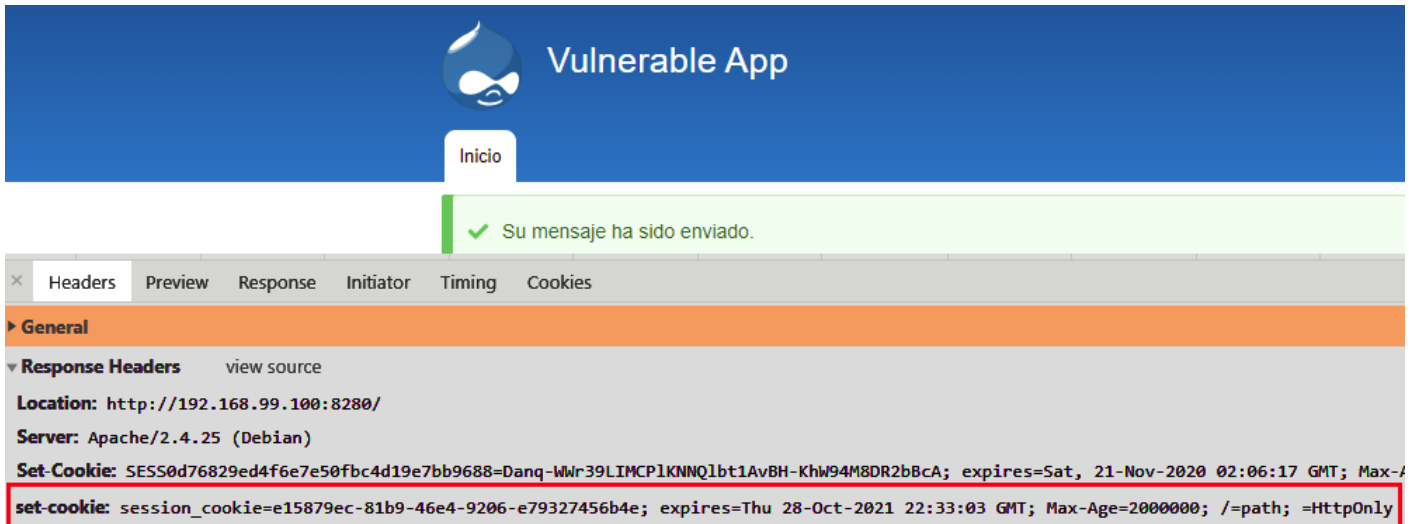 Vulnerable App
Inicio
Su mensaje ha sido enviado.
Headers Preview Response Initiator Timing Cookies
General
Response Headers view source
Location: http://192.168.99.100:8280/
Server: Apache/2.4.25 (Debian)
Set-Cookie: SESS0d76829ed4f6e7e50fbc4d19e7bb9688=Danq-WWr39LIMCPlKNNQlbt1AvBH-KhW94M8DR2bBcA; expires=Sat, 21-Nov-2020 02:06:17 GMT; Max-A
set-cookie: session_cookie=e15879ec-81b9-46e4-9206-e79327456b4e; expires=Thu 28-Oct-2021 22:33:03 GMT; Max-Age=2000000; /=path; =HttpOnly